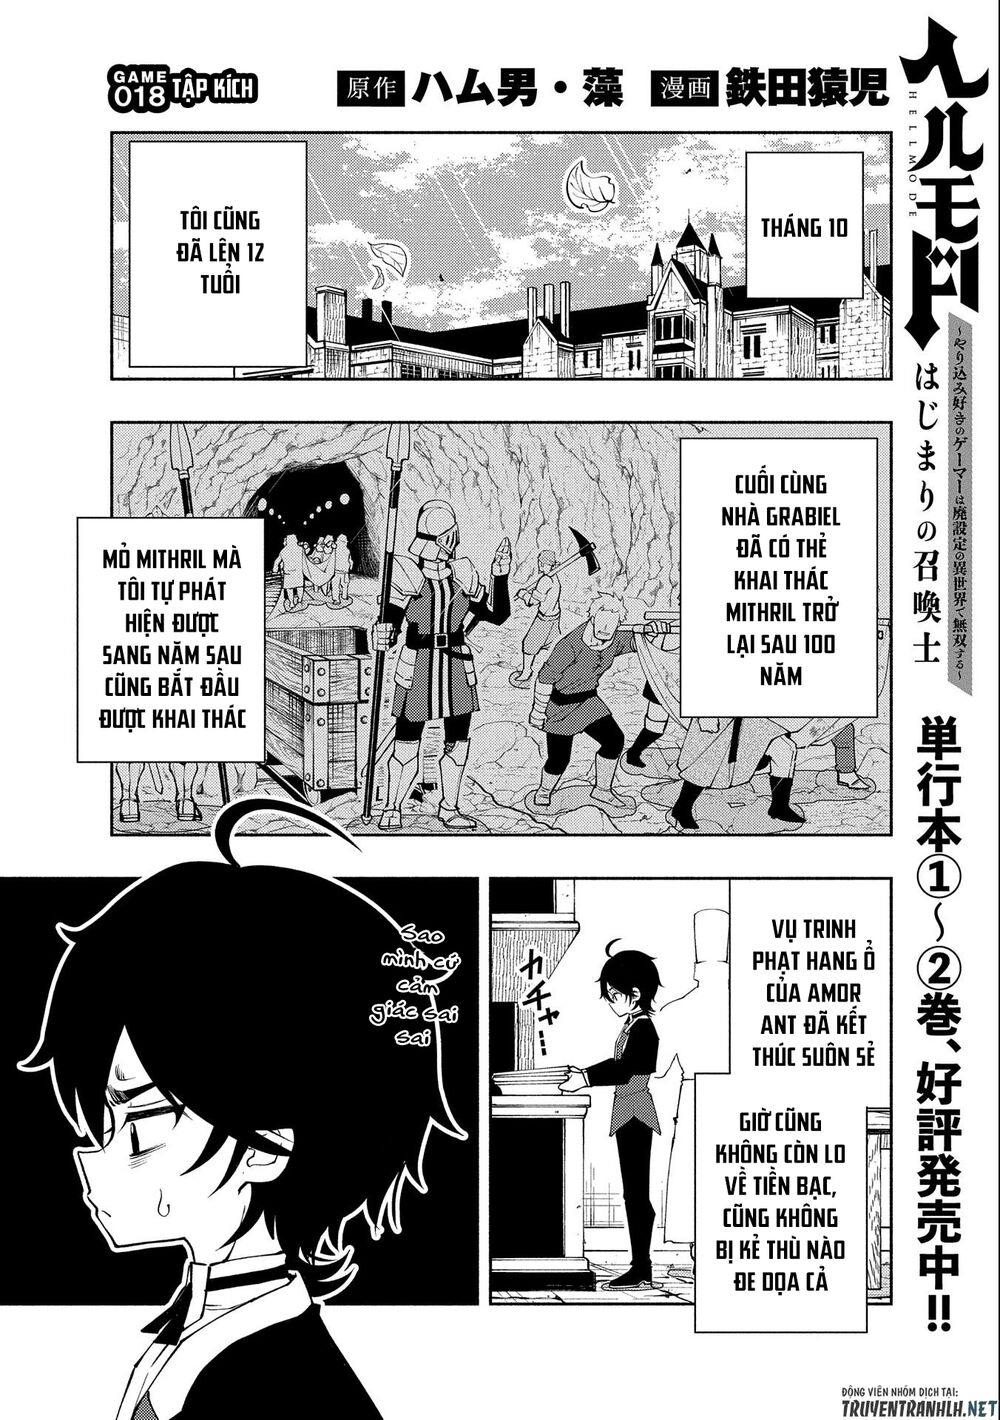 GAME
018
TẬP KÍCH
原作 ハム男・藻 漫画 鉄田猿児
ヘルモード
HELL MODE
～やり込み好きのゲーマーは廃設定の異世界で無双する～
はじまりの召喚士
単行本①～②巻、好評発売中!!
THÁNG 10
TÔI CŨNG
ĐÃ LÊN 12
TUỔI
CUỐI CÙNG
NHÀ GRABIEL
ĐÃ CÓ THỂ
KHAI THÁC
MITHRIL TRỞ
LẠI SAU 100
NĂM
MỎ MITHRIL MÀ
TÔI TỰ PHÁT
HIỆN ĐƯỢC
SANG NĂM SAU
CŨNG BẮT ĐẦU
ĐƯỢC KHAI THÁC
VỤ TRINH
PHẠT HANG Ổ
CỦA AMOR
ANT ĐÃ KẾT
THÚC SUÔN SẺ
GIỜ CŨNG
KHÔNG CÒN LO
VỀ TIỀN BẠC,
CŨNG KHÔNG
BỊ KẺ THÙ NÀO
ĐE DỌA CẢ
カチャ…
Sao
mình cứ
cảm
giác sai
sai
ĐỘNG VIÊN NHÓM DỊCH TẠI:
TRUYENTRANHLH.NET